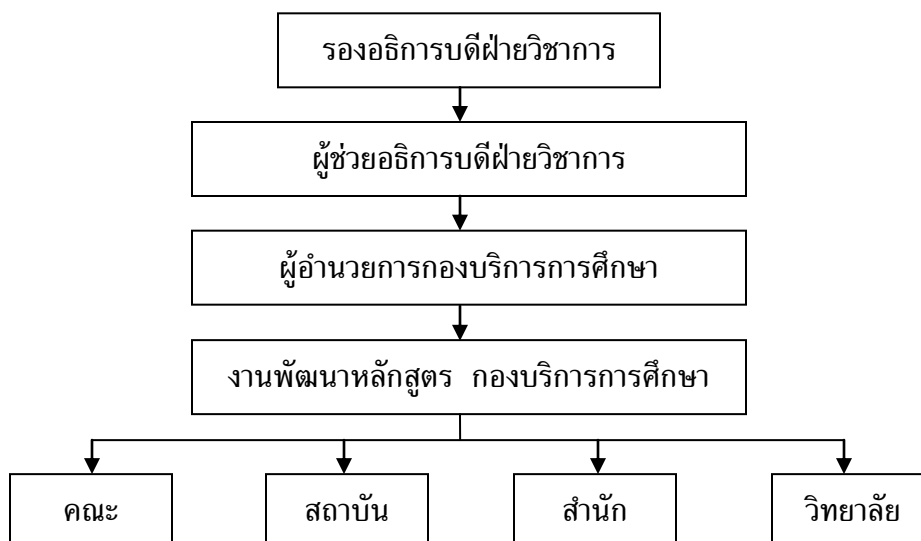 รองอธิการบดีฝ่ายวิชาการ
ผู้ช่วยอธิการบดีฝ่ายวิชาการ
ผู้อำนวยการกองบริการการศึกษา
งานพัฒนาหลักสูตร กองบริการการศึกษา
คณะ
สถาบัน
สำนัก
วิทยาลัย